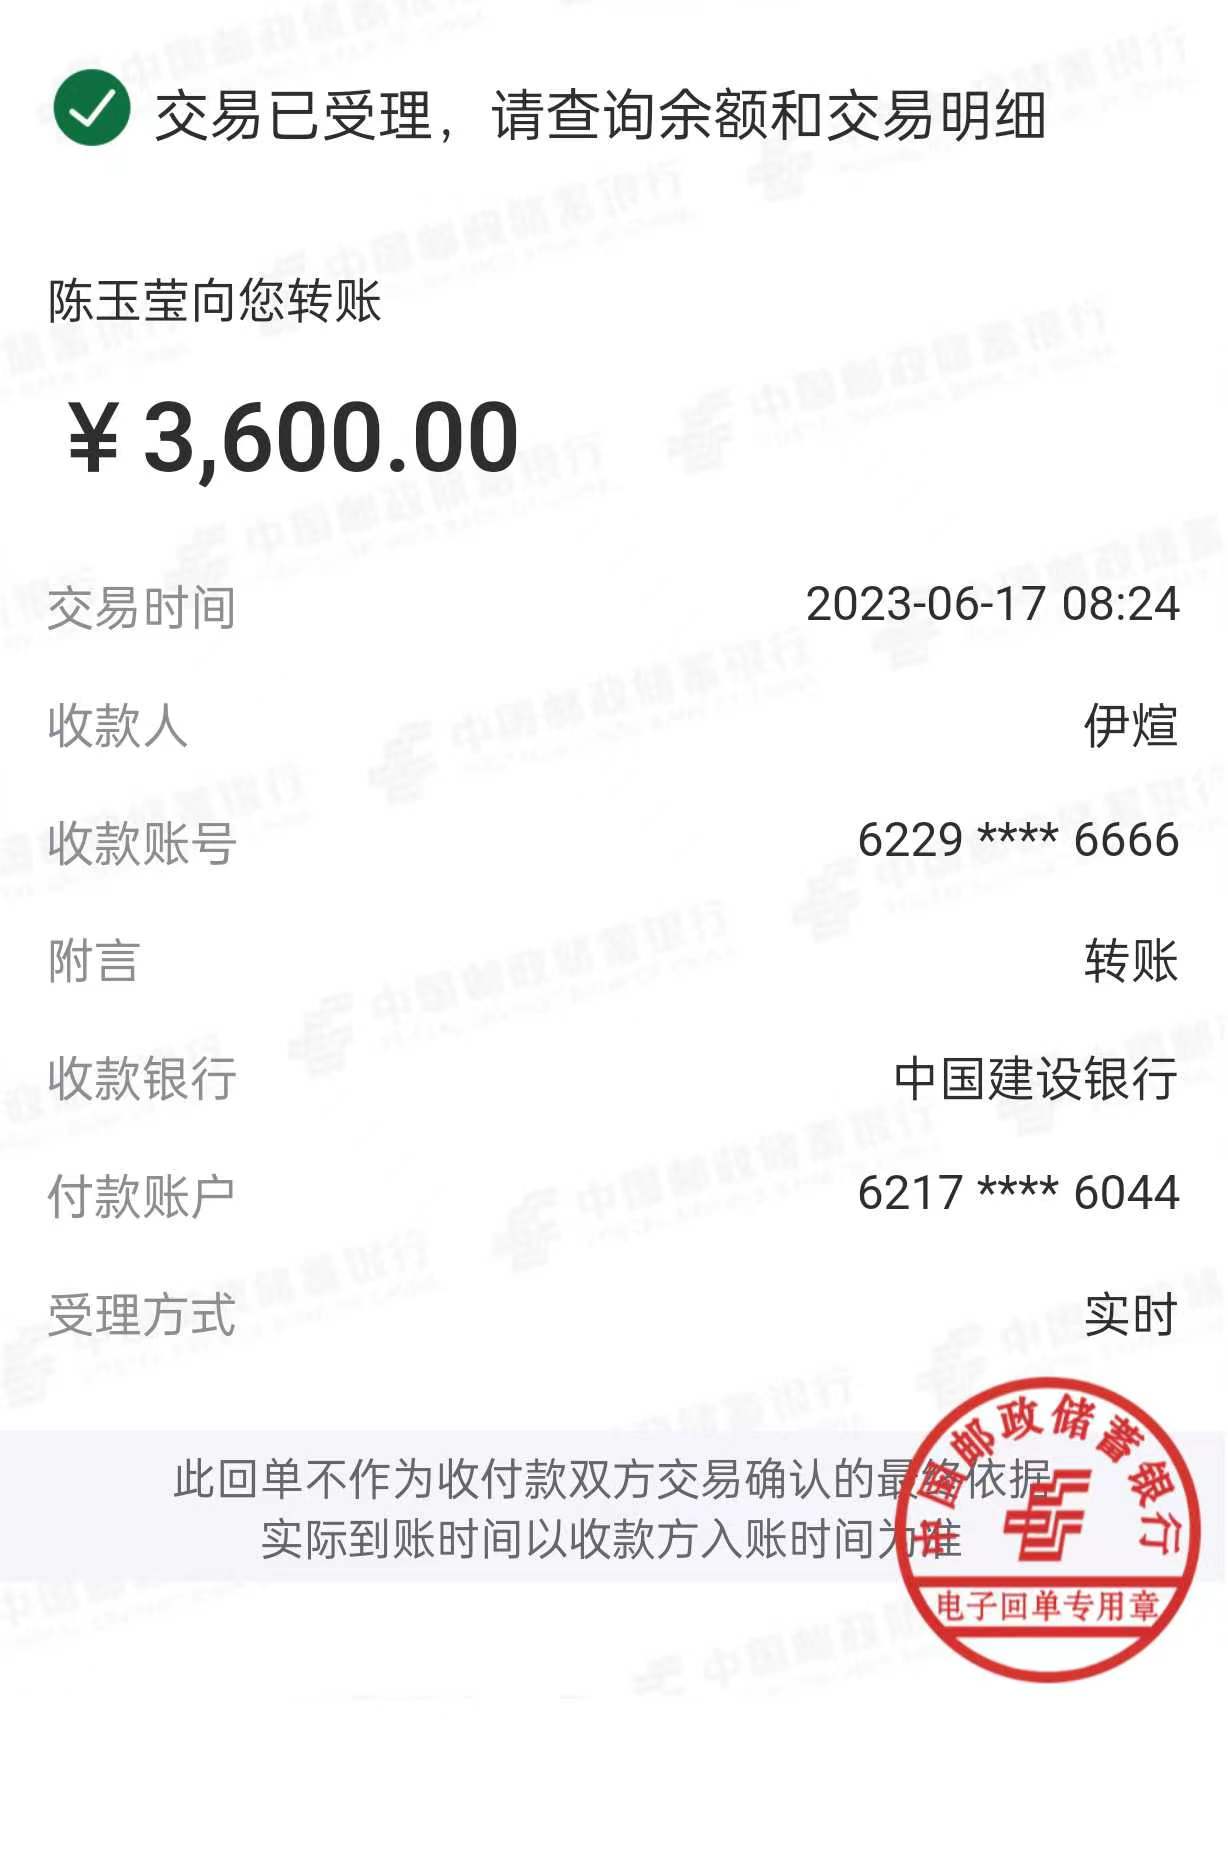 交易已受理，请查询余额和交易明细
陈玉莹向您转账
¥ 3,600.00
交易时间 2023-06-17 08:24
收款人 伊煊
收款账号 6229 **** 6666
附言 转账
收款银行 中国建设银行
付款账户 6217 **** 6044
受理方式 实时
此回单不作为收付款双方交易确认的最终依据
实际到账时间以收款方入账时间为准
中国邮政储蓄银行
电子回单专用章